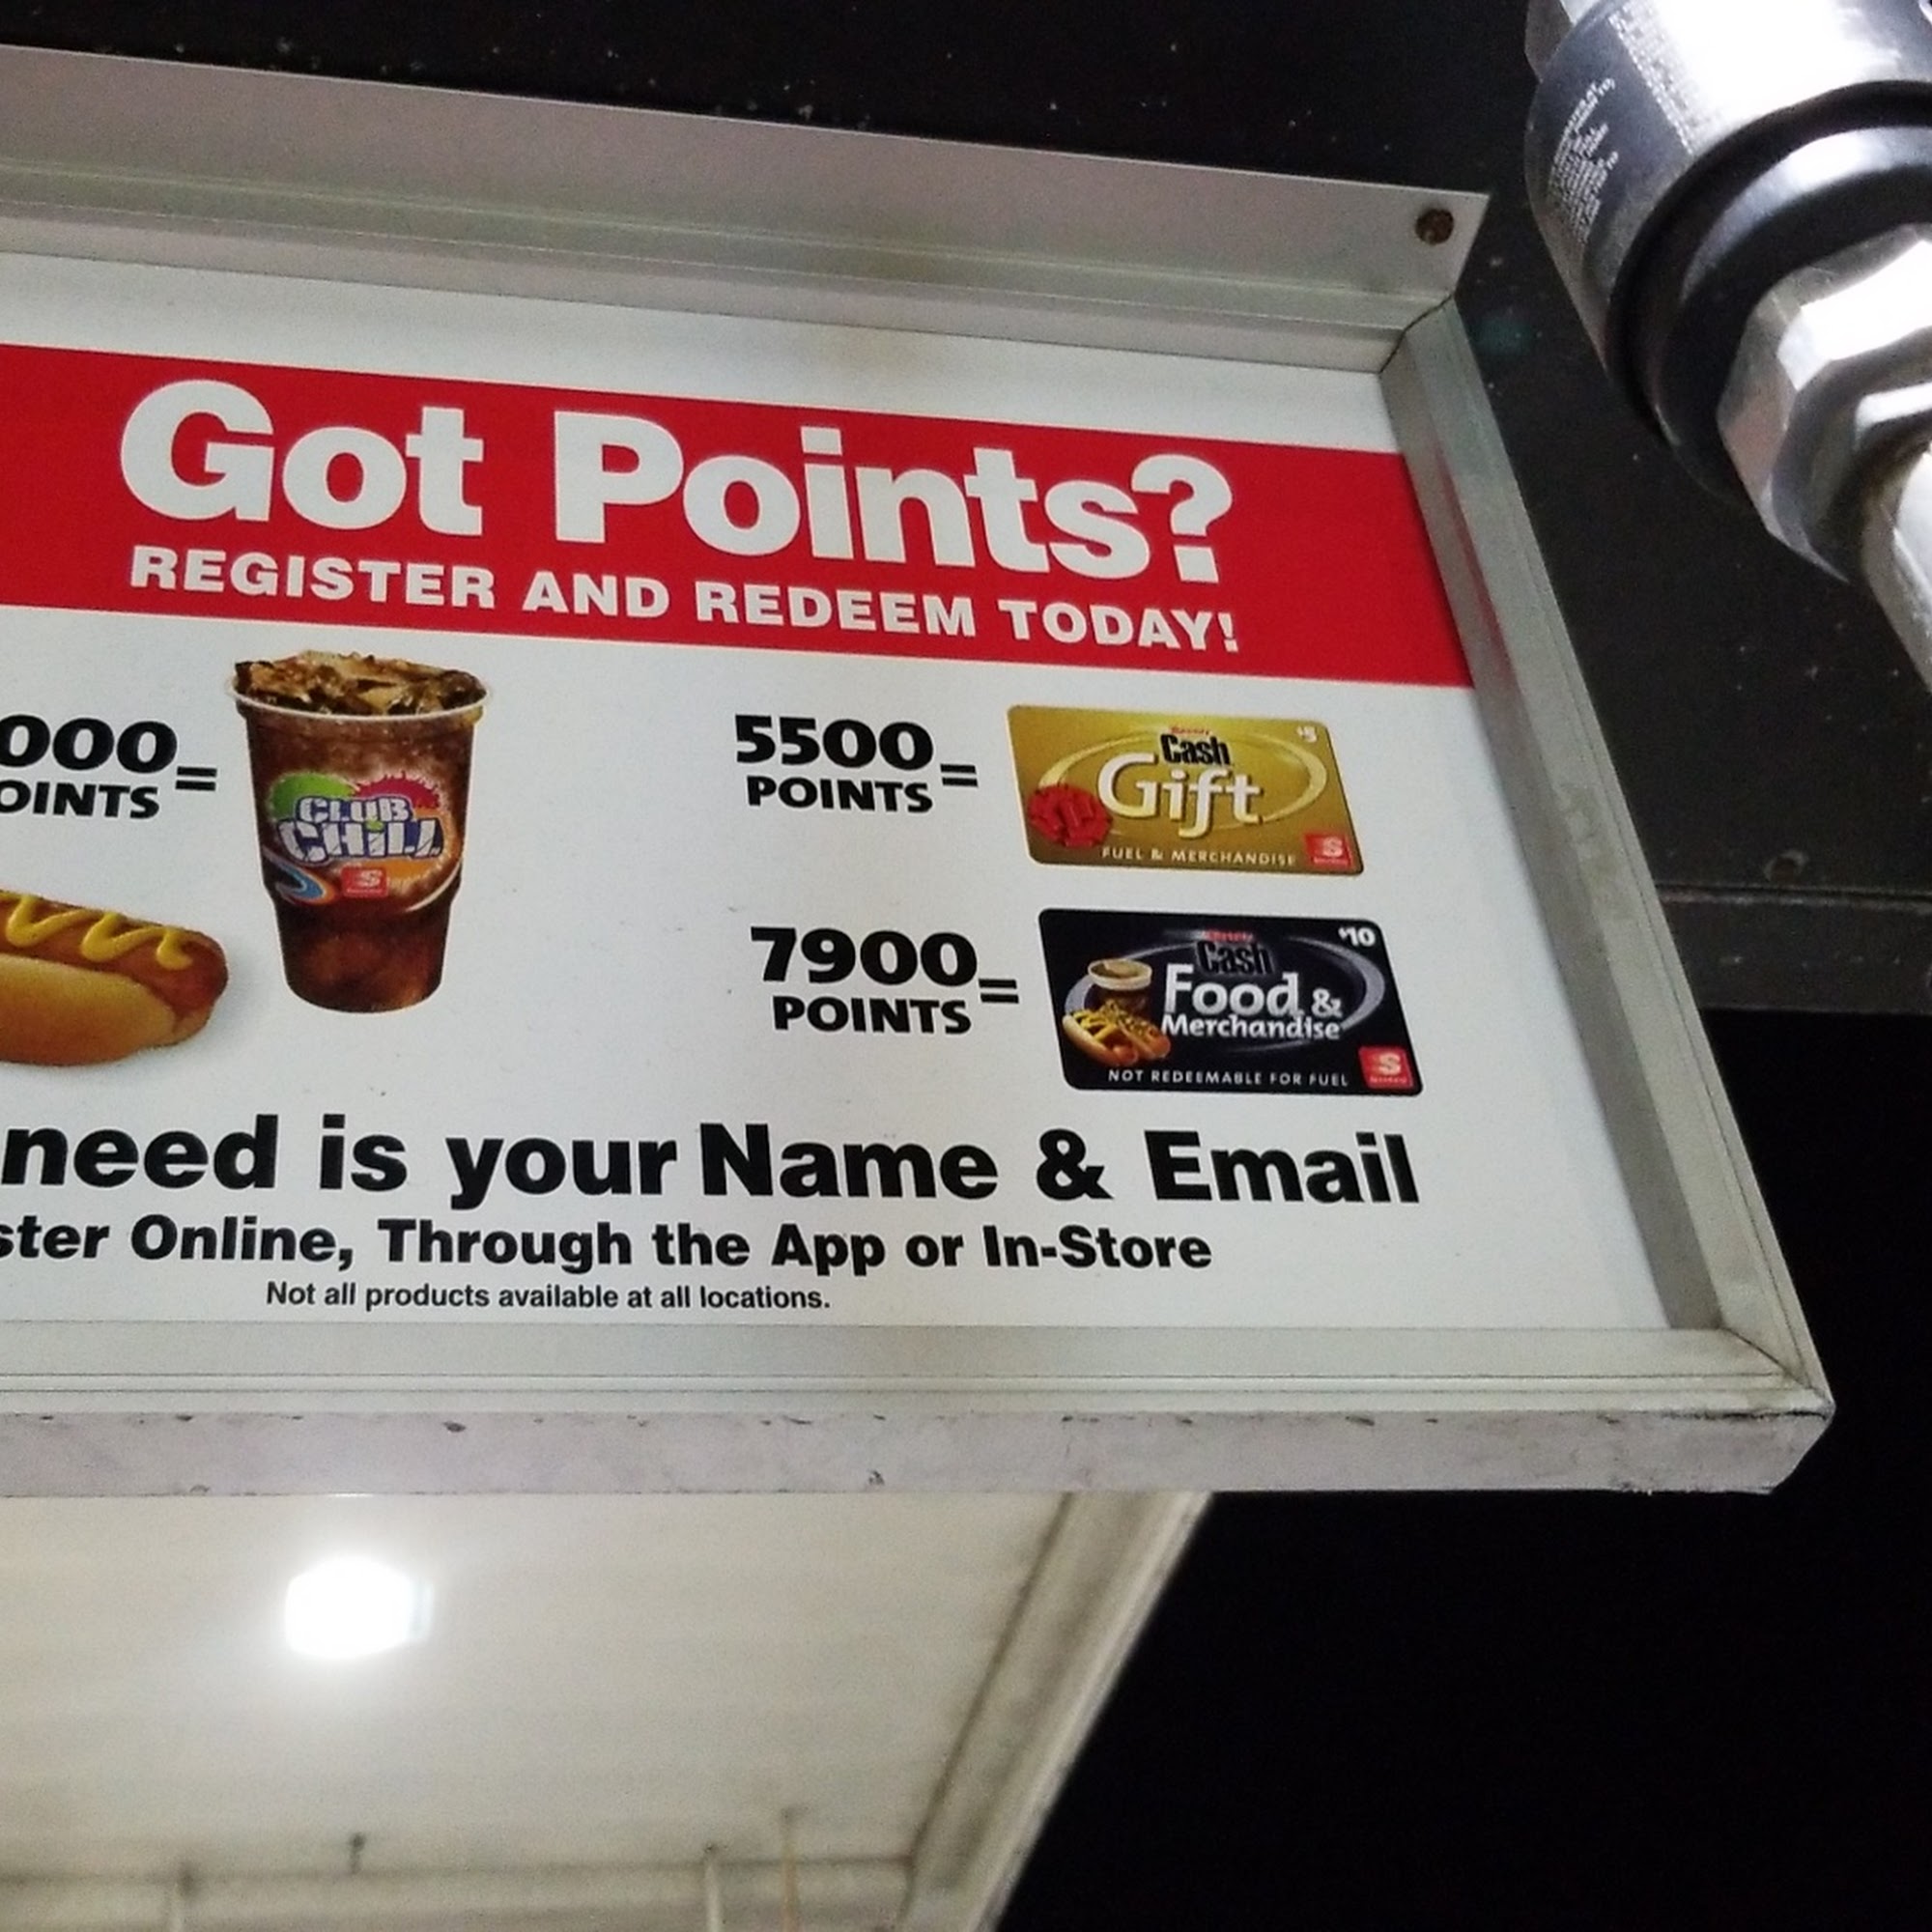 Got Points?
REGISTER AND REDEEM TODAY!
000
OINTS =
CLUB
CHILL
5500
POINTS =
$5
Cash
Gift
FUEL & MERCHANDISE
7900
POINTS =
$10
Cash
Food &
Merchandise
NOT REDEEMABLE FOR FUEL
need is your Name & Email
ster Online, Through the App or In-Store
Not all products available at all locations.